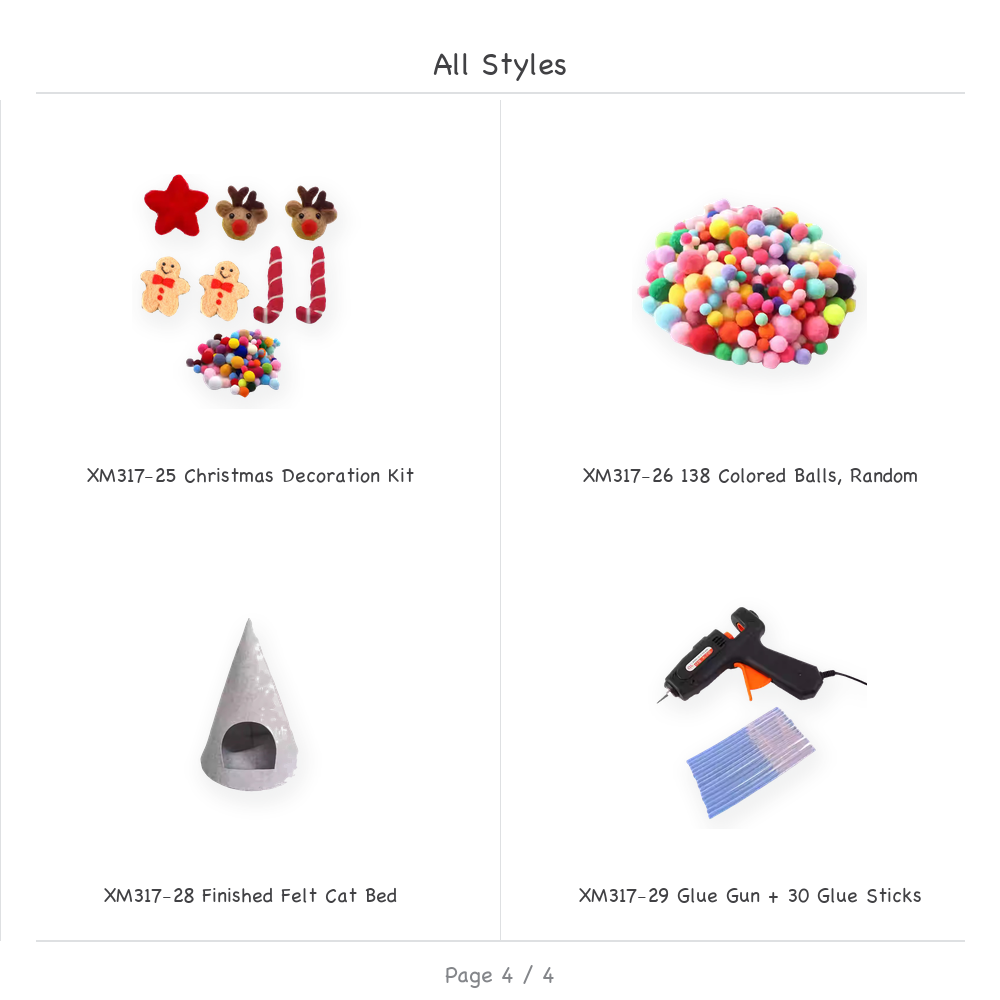 All Styles
XM317-25 Christmas Decoration Kit
XM317-26 138 Colored Balls, Random
XM317-28 Finished Felt Cat Bed
XM317-29 Glue Gun + 30 Glue Sticks
Page 4 / 4